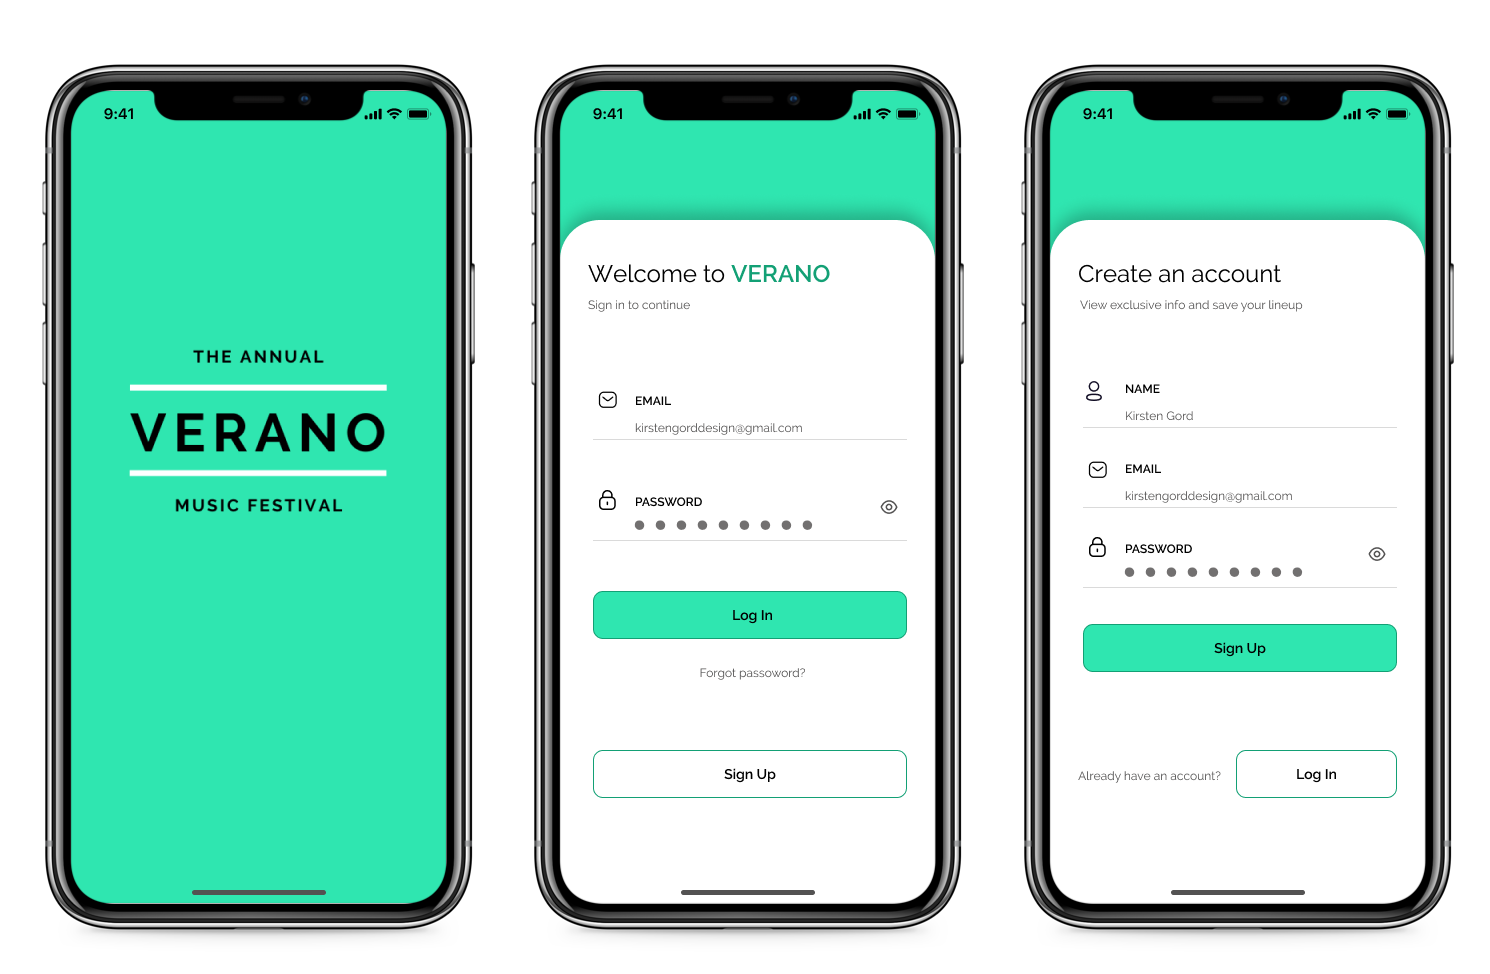 9:41
THE ANNUAL
VERANO
MUSIC FESTIVAL
9:41
Welcome to VERANO
Sign in to continue
EMAIL
kirstengorddesign@gmail.com
PASSWORD
Log In
Forgot passoword?
Sign Up
9:41
Create an account
View exclusive info and save your lineup
NAME
Kirsten Gord
EMAIL
kirstengorddesign@gmail.com
PASSWORD
Sign Up
Already have an account?
Log In